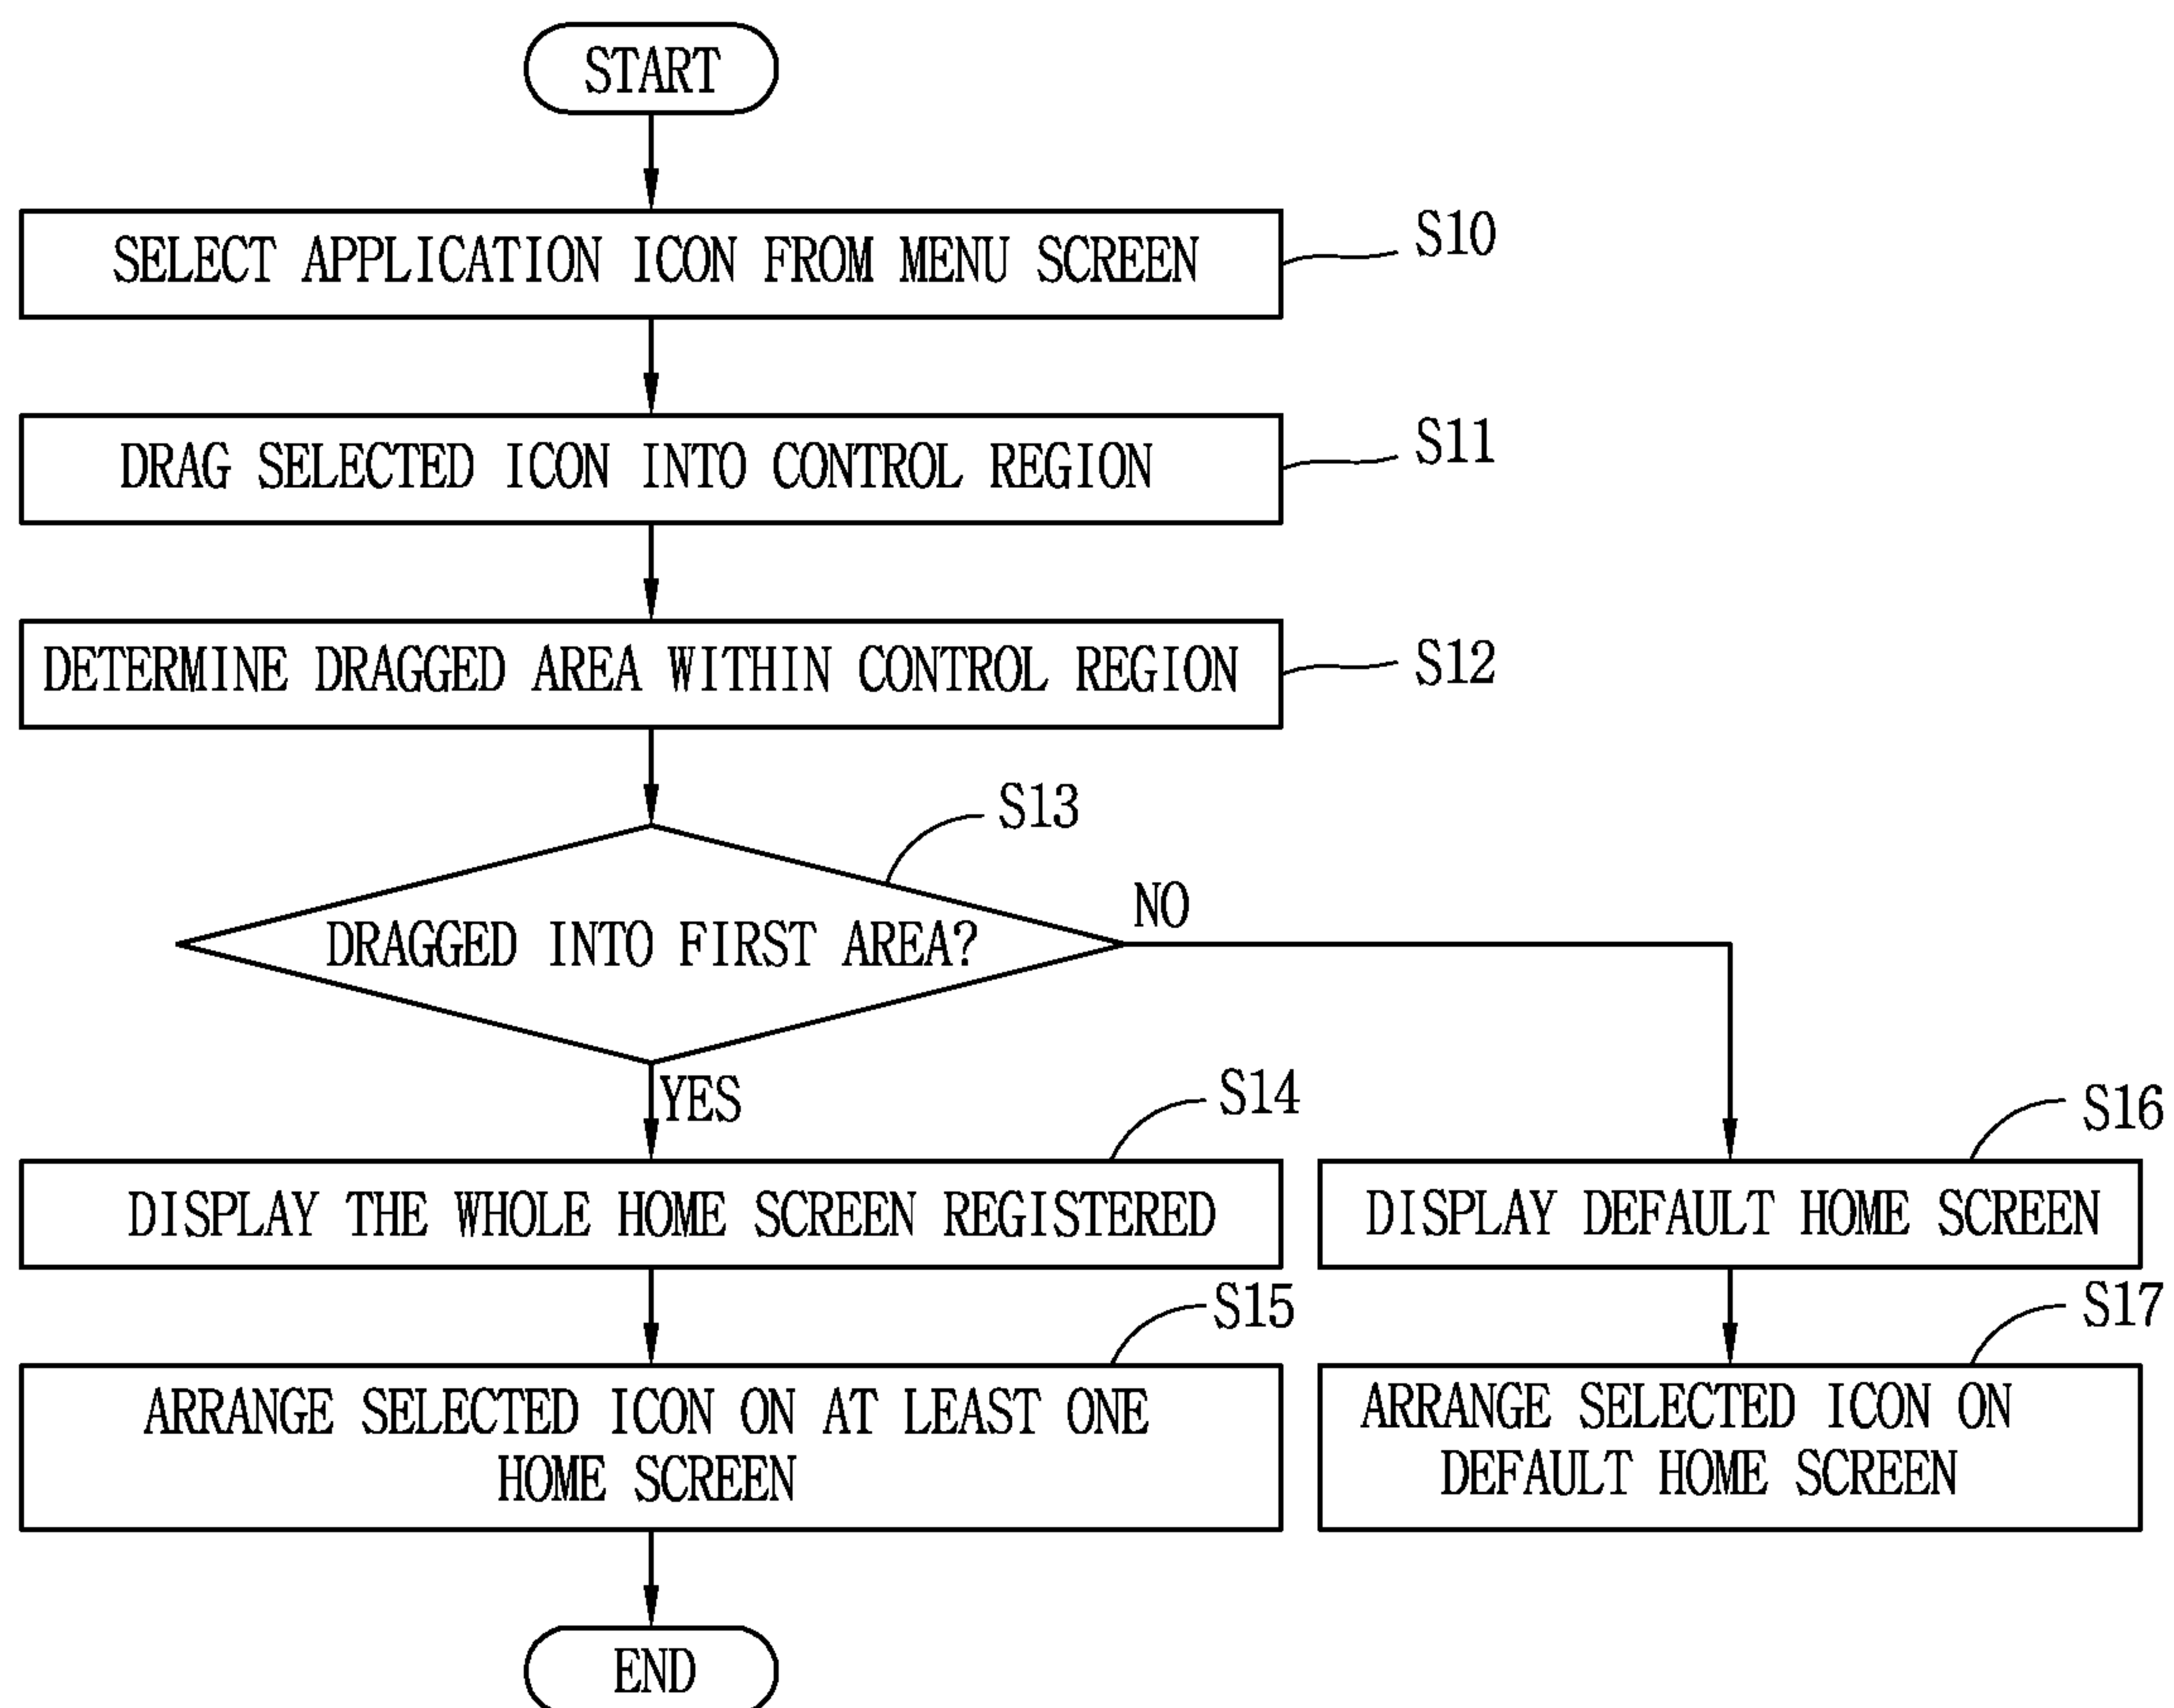 START
SELECT APPLICATION ICON FROM MENU SCREEN
S10
DRAG SELECTED ICON INTO CONTROL REGION
S11
DETERMINE DRAGGED AREA WITHIN CONTROL REGION
S12
S13
DRAGGED INTO FIRST AREA?
NO
YES
S14
DISPLAY THE WHOLE HOME SCREEN REGISTERED
S16
DISPLAY DEFAULT HOME SCREEN
S15
ARRANGE SELECTED ICON ON AT LEAST ONE
HOME SCREEN
S17
ARRANGE SELECTED ICON ON
DEFAULT HOME SCREEN
END